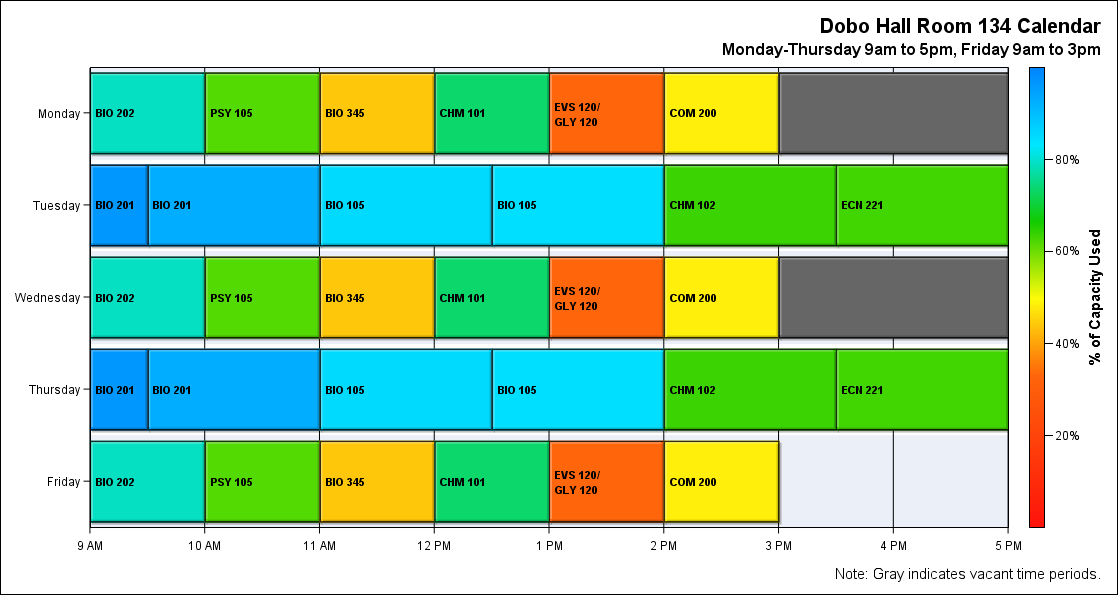 Dobo Hall Room 134 Calendar
Monday-Thursday 9am to 5pm, Friday 9am to 3pm
Monday
BIO 202
PSY 105
BIO 345
CHM 101
EVS 120/
GLY 120
COM 200
Tuesday
BIO 201
BIO 201
BIO 105
BIO 105
CHM 102
ECN 221
Wednesday
BIO 202
PSY 105
BIO 345
CHM 101
EVS 120/
GLY 120
COM 200
Thursday
BIO 201
BIO 201
BIO 105
BIO 105
CHM 102
ECN 221
Friday
BIO 202
PSY 105
BIO 345
CHM 101
EVS 120/
GLY 120
COM 200
9 AM
10 AM
11 AM
12 PM
1 PM
2 PM
3 PM
4 PM
5 PM
80%
60%
40%
20%
% of Capacity Used
Note: Gray indicates vacant time periods.